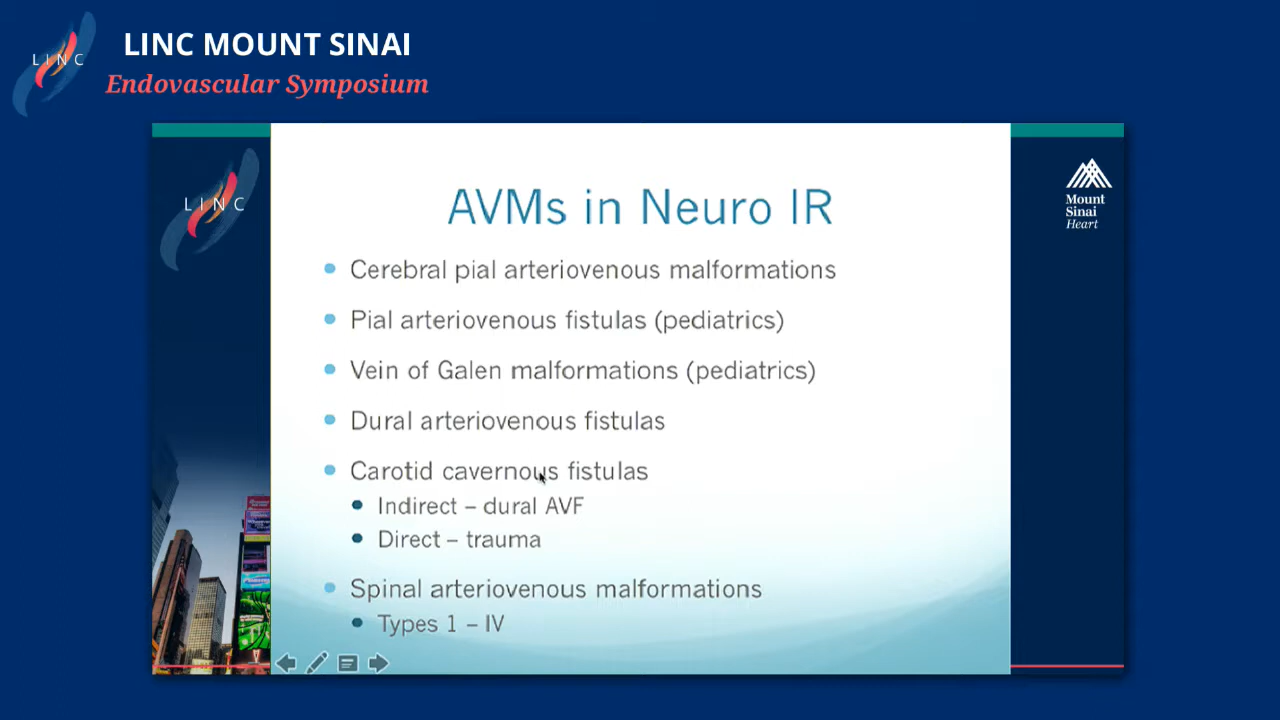 LINC
LINC MOUNT SINAI
Endovascular Symposium
LINC
Mount
Sinai
Heart
AVMs in Neuro IR
Cerebral pial arteriovenous malformations
Pial arteriovenous fistulas (pediatrics)
Vein of Galen malformations (pediatrics)
Dural arteriovenous fistulas
Carotid cavernous fistulas
Indirect – dural AVF
Direct – trauma
Spinal arteriovenous malformations
Types 1 – IV